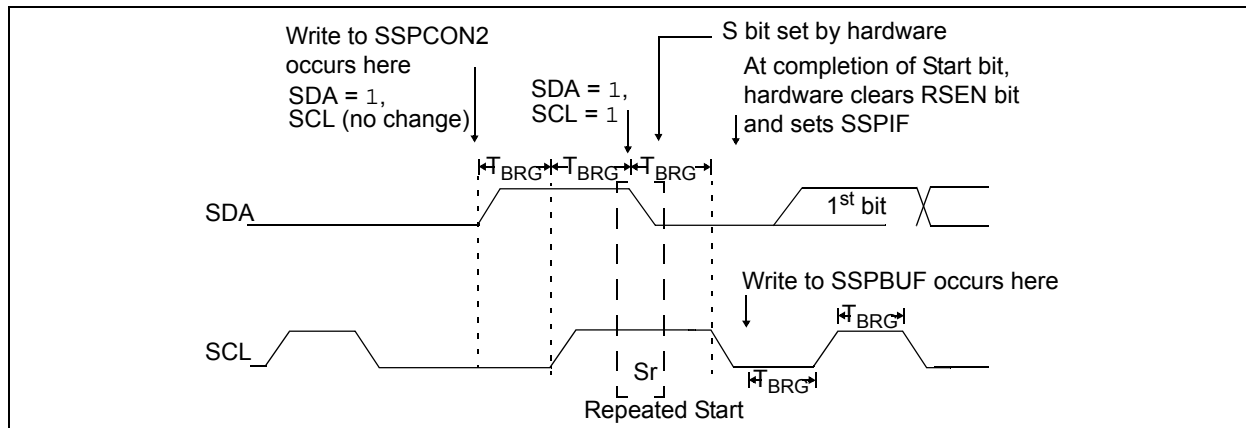 Write to SSPCON2
occurs here
SDA = 1,
SCL (no change)
SDA = 1,
SCL = 1
S bit set by hardware
At completion of Start bit,
hardware clears RSEN bit
and sets SSPIF
TBRG
TBRG
TBRG
SDA
1st bit
Write to SSPBUF occurs here
TBRG
SCL
Sr
TBRG
Repeated Start